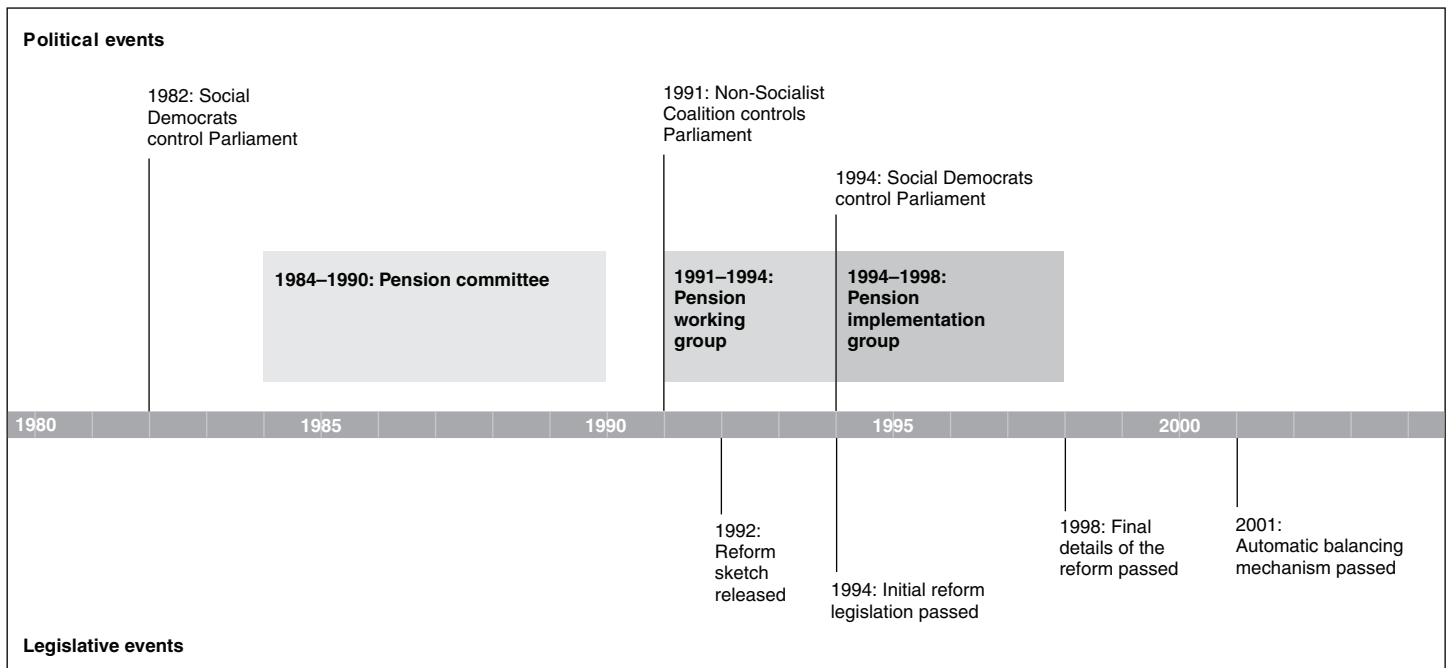 Political events
1982: Social
Democrats
control Parliament
1991: Non-Socialist
Coalition controls
Parliament
1994: Social Democrats
control Parliament
1984–1990: Pension committee
1991–1994:
Pension
working
group
1994–1998:
Pension
implementation
group
1980 1985 1990 1995 2000
1992:
Reform
sketch
released
1994: Initial reform
legislation passed
1998: Final
details of the
reform passed
2001:
Automatic balancing
mechanism passed
Legislative events